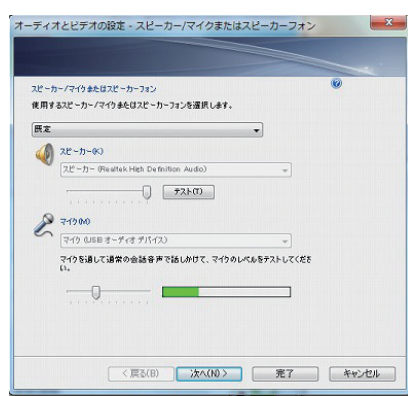 オーディオとビデオの設定 - スピーカー/マイクまたはスピーカーフォン
スピーカー/マイクまたはスピーカーフォン
使用するスピーカー/マイクまたはスピーカーフォンを選択します。
既定
スピーカー(K)
スピーカー (Realtek High Definition Audio)
テスト(T)
マイク(M)
マイク (USB オーディオ デバイス)
マイクを通して通常の会話音声で話しかけて、マイクのレベルをテストしてくださ
い。
< 戻る(B)
次へ(N) >
完了
キャンセル